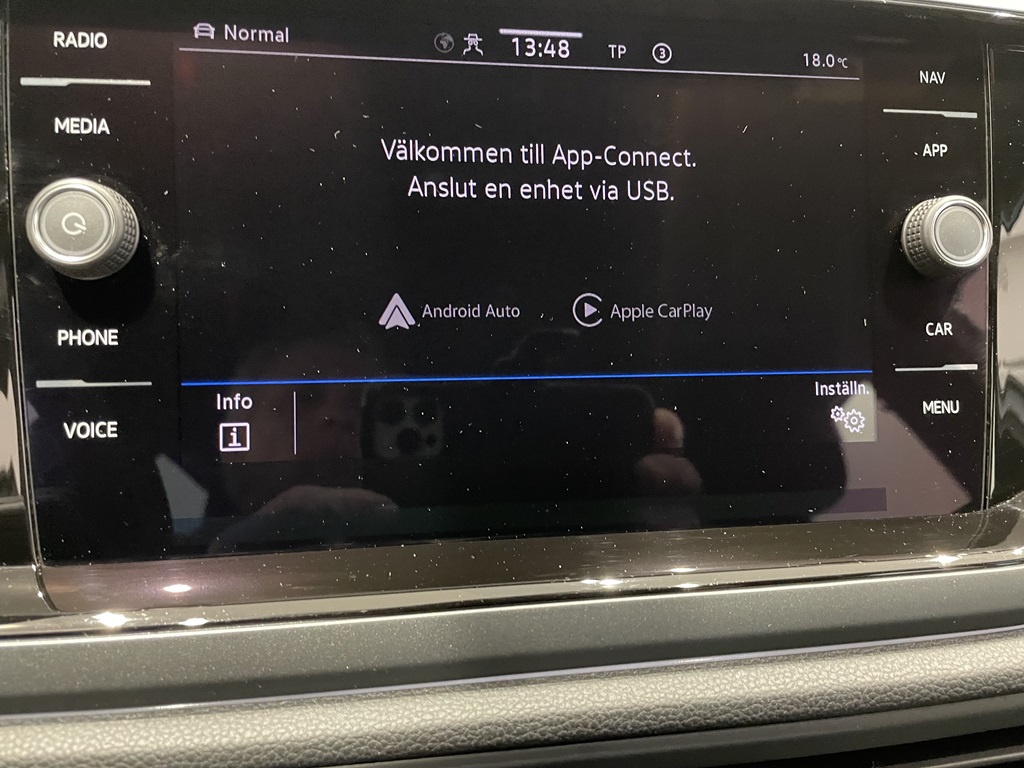 RADIO
MEDIA
PHONE
VOICE
Normal
13:48
TP
3
18.0°C
Välkommen till App-Connect.
Anslut en enhet via USB.
Android Auto
Apple CarPlay
Info
i
Inställn.
NAV
APP
CAR
MENU